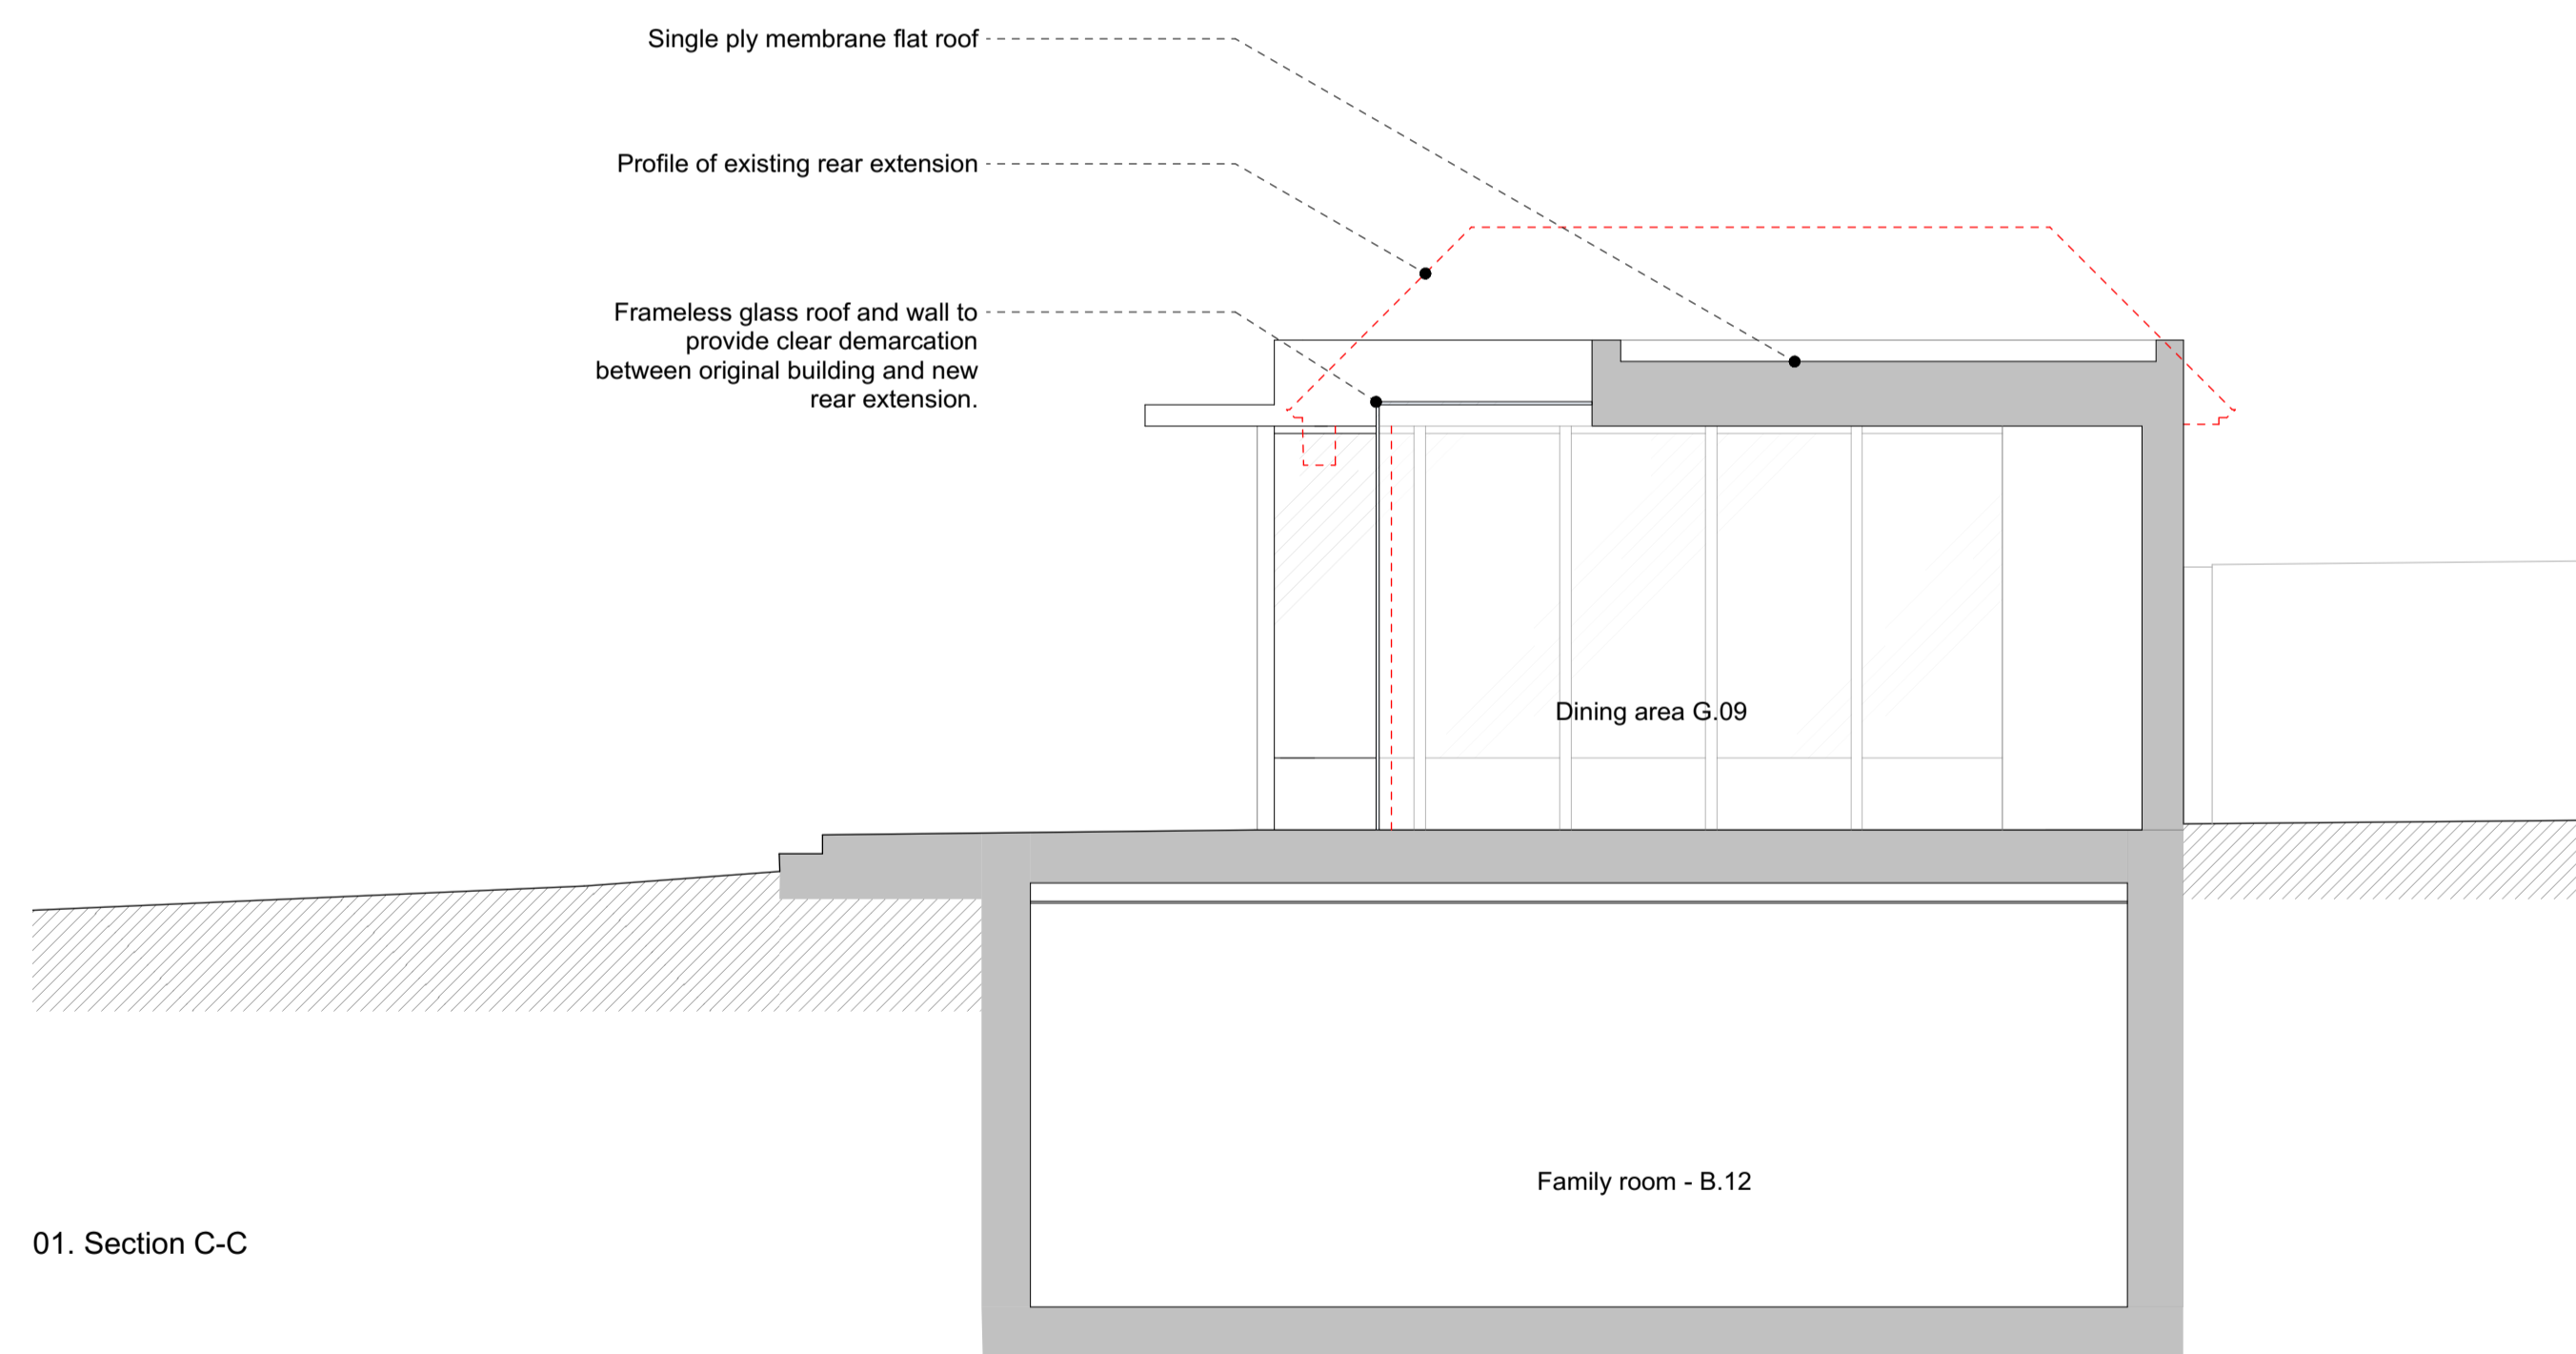 Single ply membrane flat roof
Profile of existing rear extension
Frameless glass roof and wall to
provide clear demarcation
between original building and new
rear extension.
Dining area G.09
Family room - B.12
01. Section C-C